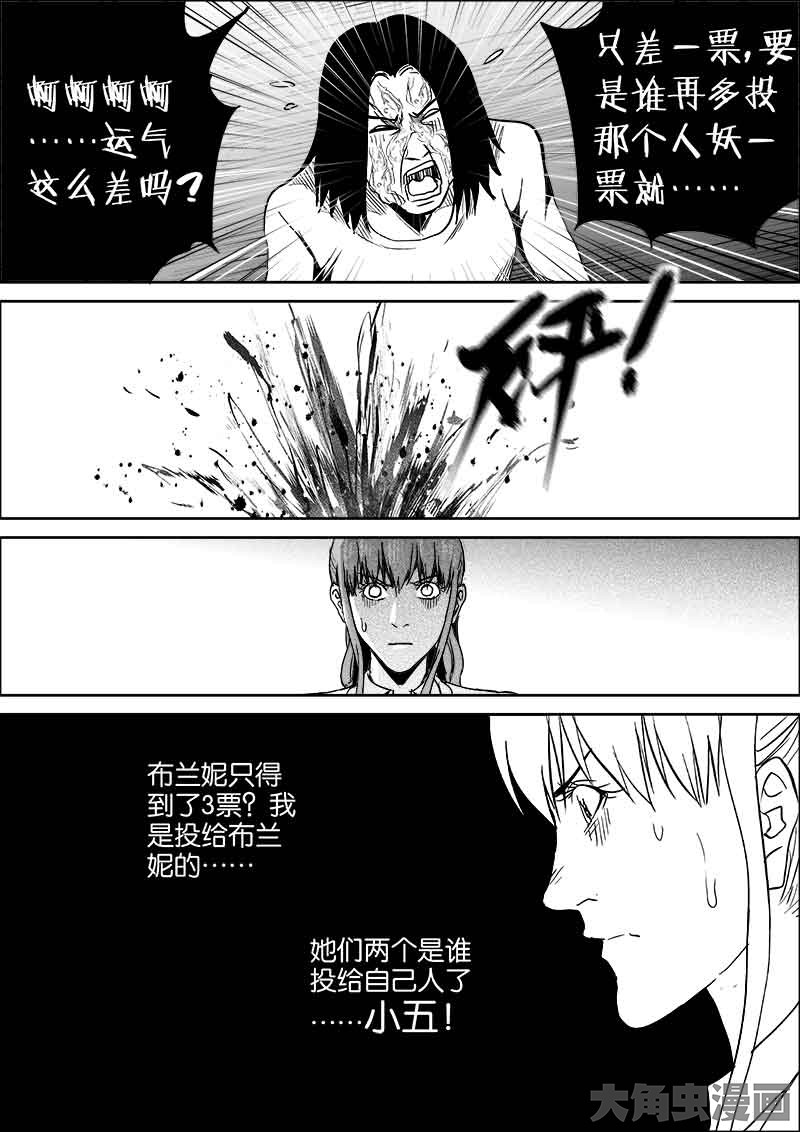 只差一票，要
是谁再多投
那个人妖一
票就……
啊啊啊啊
……运气
这么差吗？
砰！
布兰妮只得
到了3票？我
是投给布兰
妮的……
她们两个是谁
投给自己人了
……小五！
大角虫漫画